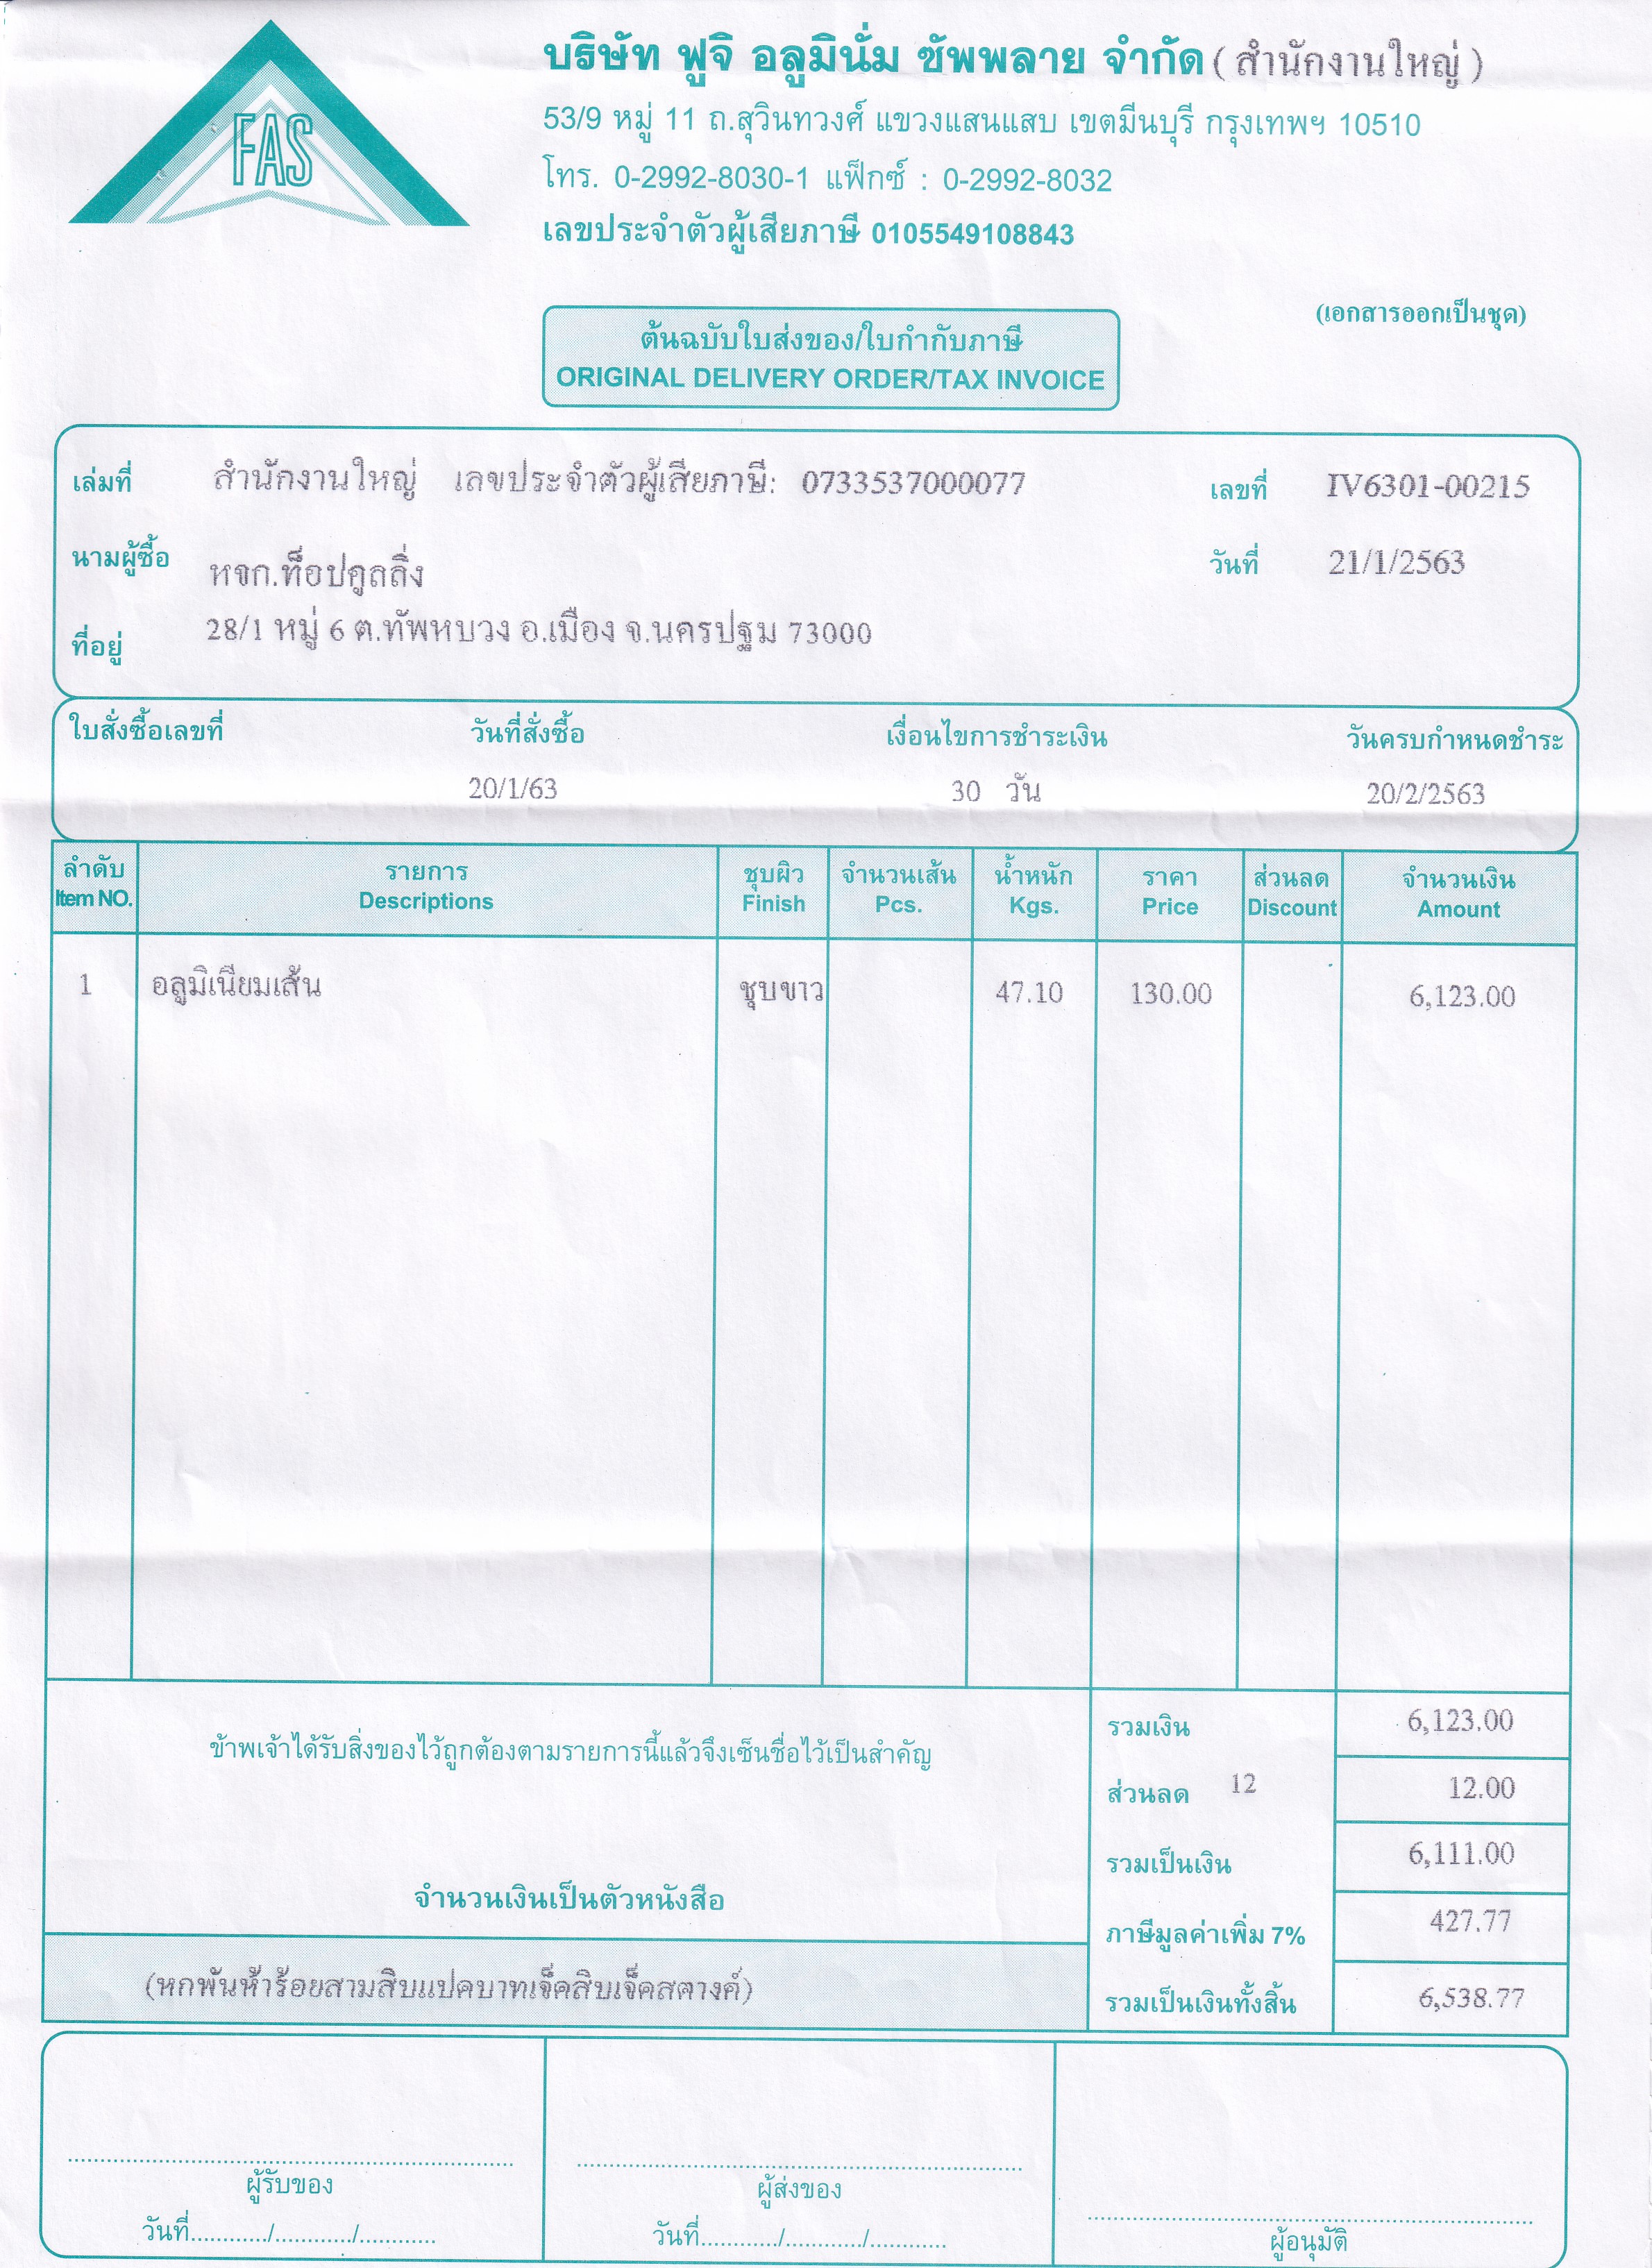 FAS
บริษัท ฟูจิ อลูมินั่ม ซัพพลาย จำกัด ( สำนักงานใหญ่ )
53/9 หมู่ 11 ถ.สุวินทวงศ์ แขวงแสนแสบ เขตมีนบุรี กรุงเทพฯ 10510
โทร. 0-2992-8030-1 แฟ็กซ์ : 0-2992-8032
เลขประจำตัวผู้เสียภาษี 0105549108843
(เอกสารออกเป็นชุด)
ต้นฉบับใบส่งของ/ใบกำกับภาษี
ORIGINAL DELIVERY ORDER/TAX INVOICE
เล่มที่ สำนักงานใหญ่ เลขประจำตัวผู้เสียภาษี: 0733537000077 เลขที่ IV6301-00215
นามผู้ซื้อ หจก.ท็อปคูลลิ่ง วันที่ 21/1/2563
ที่อยู่ 28/1 หมู่ 6 ต.ทัพหบวง อ.เมือง จ.นครปฐม 73000
ใบสั่งซื้อเลขที่ วันที่สั่งซื้อ เงื่อนไขการชำระเงิน วันครบกำหนดชำระ
20/1/63 30 วัน 20/2/2563
ลำดับ รายการ ชุบผิว จำนวนเส้น น้ำหนัก ราคา ส่วนลด จำนวนเงิน
Item NO. Descriptions Finish Pcs. Kgs. Price Discount Amount
1 อลูมิเนียมเส้น ชุบขาว 47.10 130.00 6,123.00
รวมเงิน 6,123.00
ข้าพเจ้าได้รับสิ่งของไว้ถูกต้องตามรายการนี้แล้วจึงเซ็นชื่อไว้เป็นสำคัญ
ส่วนลด 12 12.00
รวมเป็นเงิน 6,111.00
จำนวนเงินเป็นตัวหนังสือ
ภาษีมูลค่าเพิ่ม 7% 427.77
(หกพันห้าร้อยสามสิบแปดบาทเจ็ดสิบเจ็ดสตางค์) รวมเป็นเงินทั้งสิ้น 6,538.77
ผู้รับของ ผู้ส่งของ ผู้อนุมัติ
วันที่............/............/............ วันที่............/............/............